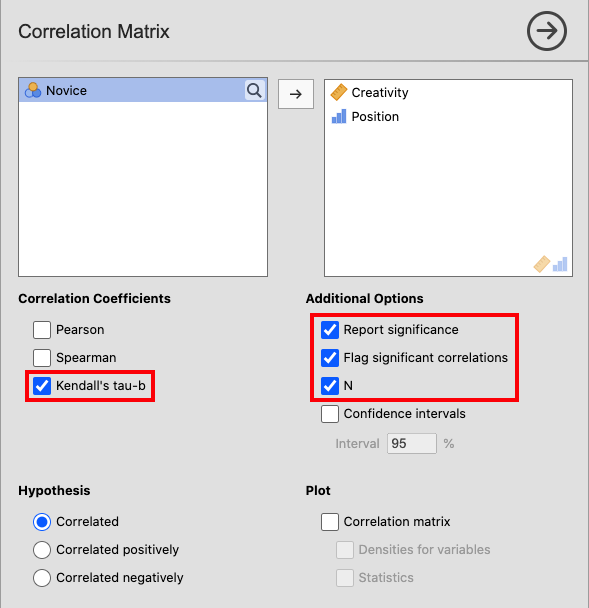 Correlation Matrix
Novice
Creativity
Position
Correlation Coefficients
Pearson
Spearman
Kendall's tau-b
Additional Options
Report significance
Flag significant correlations
N
Confidence intervals
Interval 95 %
Hypothesis
Correlated
Correlated positively
Correlated negatively
Plot
Correlation matrix
Densities for variables
Statistics